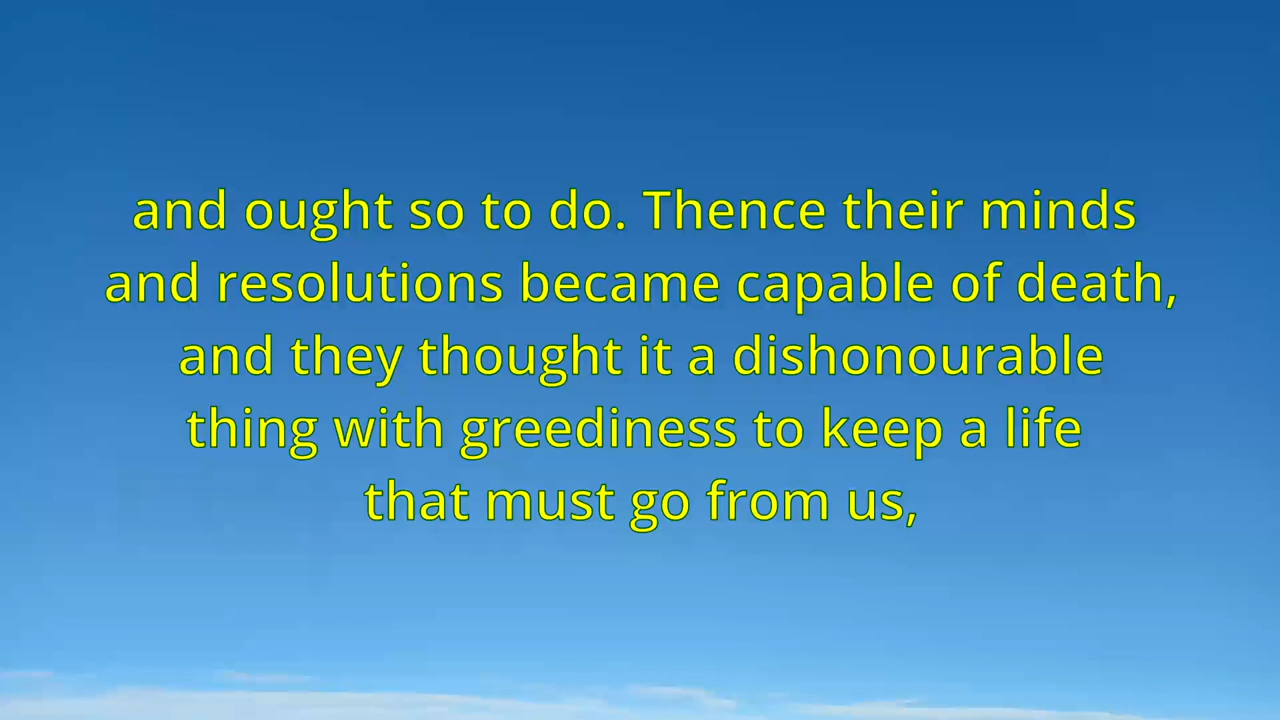 and ought so to do. Thence their minds
and resolutions became capable of death,
and they thought it a dishonourable
thing with greediness to keep a life
that must go from us,